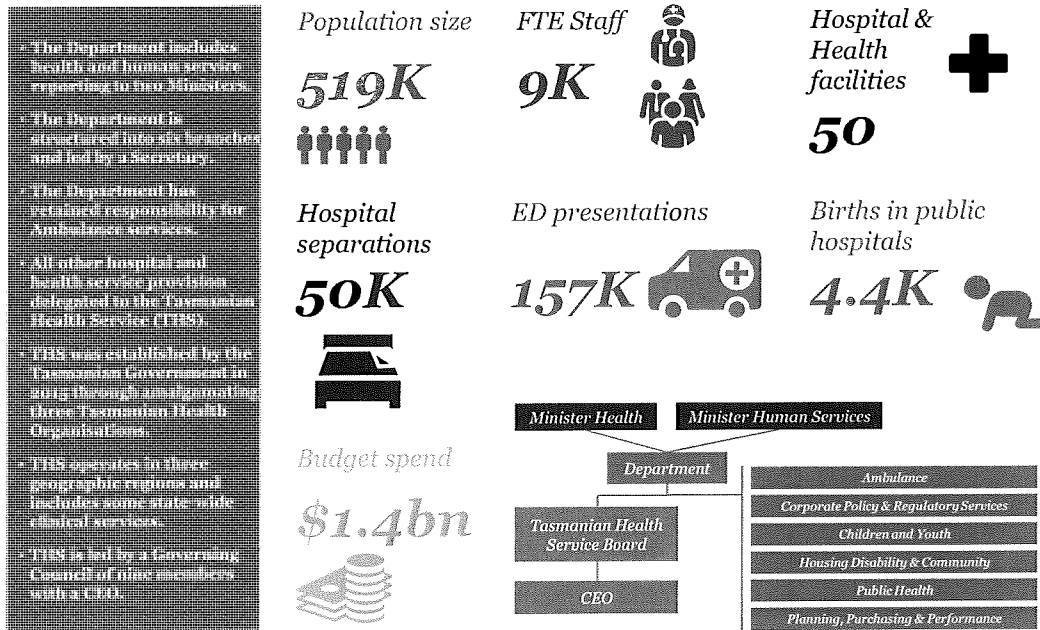 • The Department includes
health and human service
reporting to two Ministers.
• The Department is
structured into six branches
and led by a Secretary.
• The Department has
retained responsibility for
Ambulance services.
• All other hospital and
health service provision
delegated to the Tasmanian
Health Service (THS).
• THS was established by the
Tasmanian Government in
2015 through amalgamating
three Tasmanian Health
Organisations.
• THS operates in three
geographic regions and
includes some state-wide
clinical services.
• THS is led by a Governing
Council of nine members
with a CEO.
Population size
519K
FTE Staff
9K
Hospital &
Health
facilities
50
Hospital
separations
50K
ED presentations
157K
Births in public
hospitals
4.4K
Budget spend
$1.4bn
Minister Health
Minister Human Services
Department
Tasmanian Health
Service Board
CEO
Ambulance
Corporate Policy & Regulatory Services
Children and Youth
Housing Disability & Community
Public Health
Planning, Purchasing & Performance